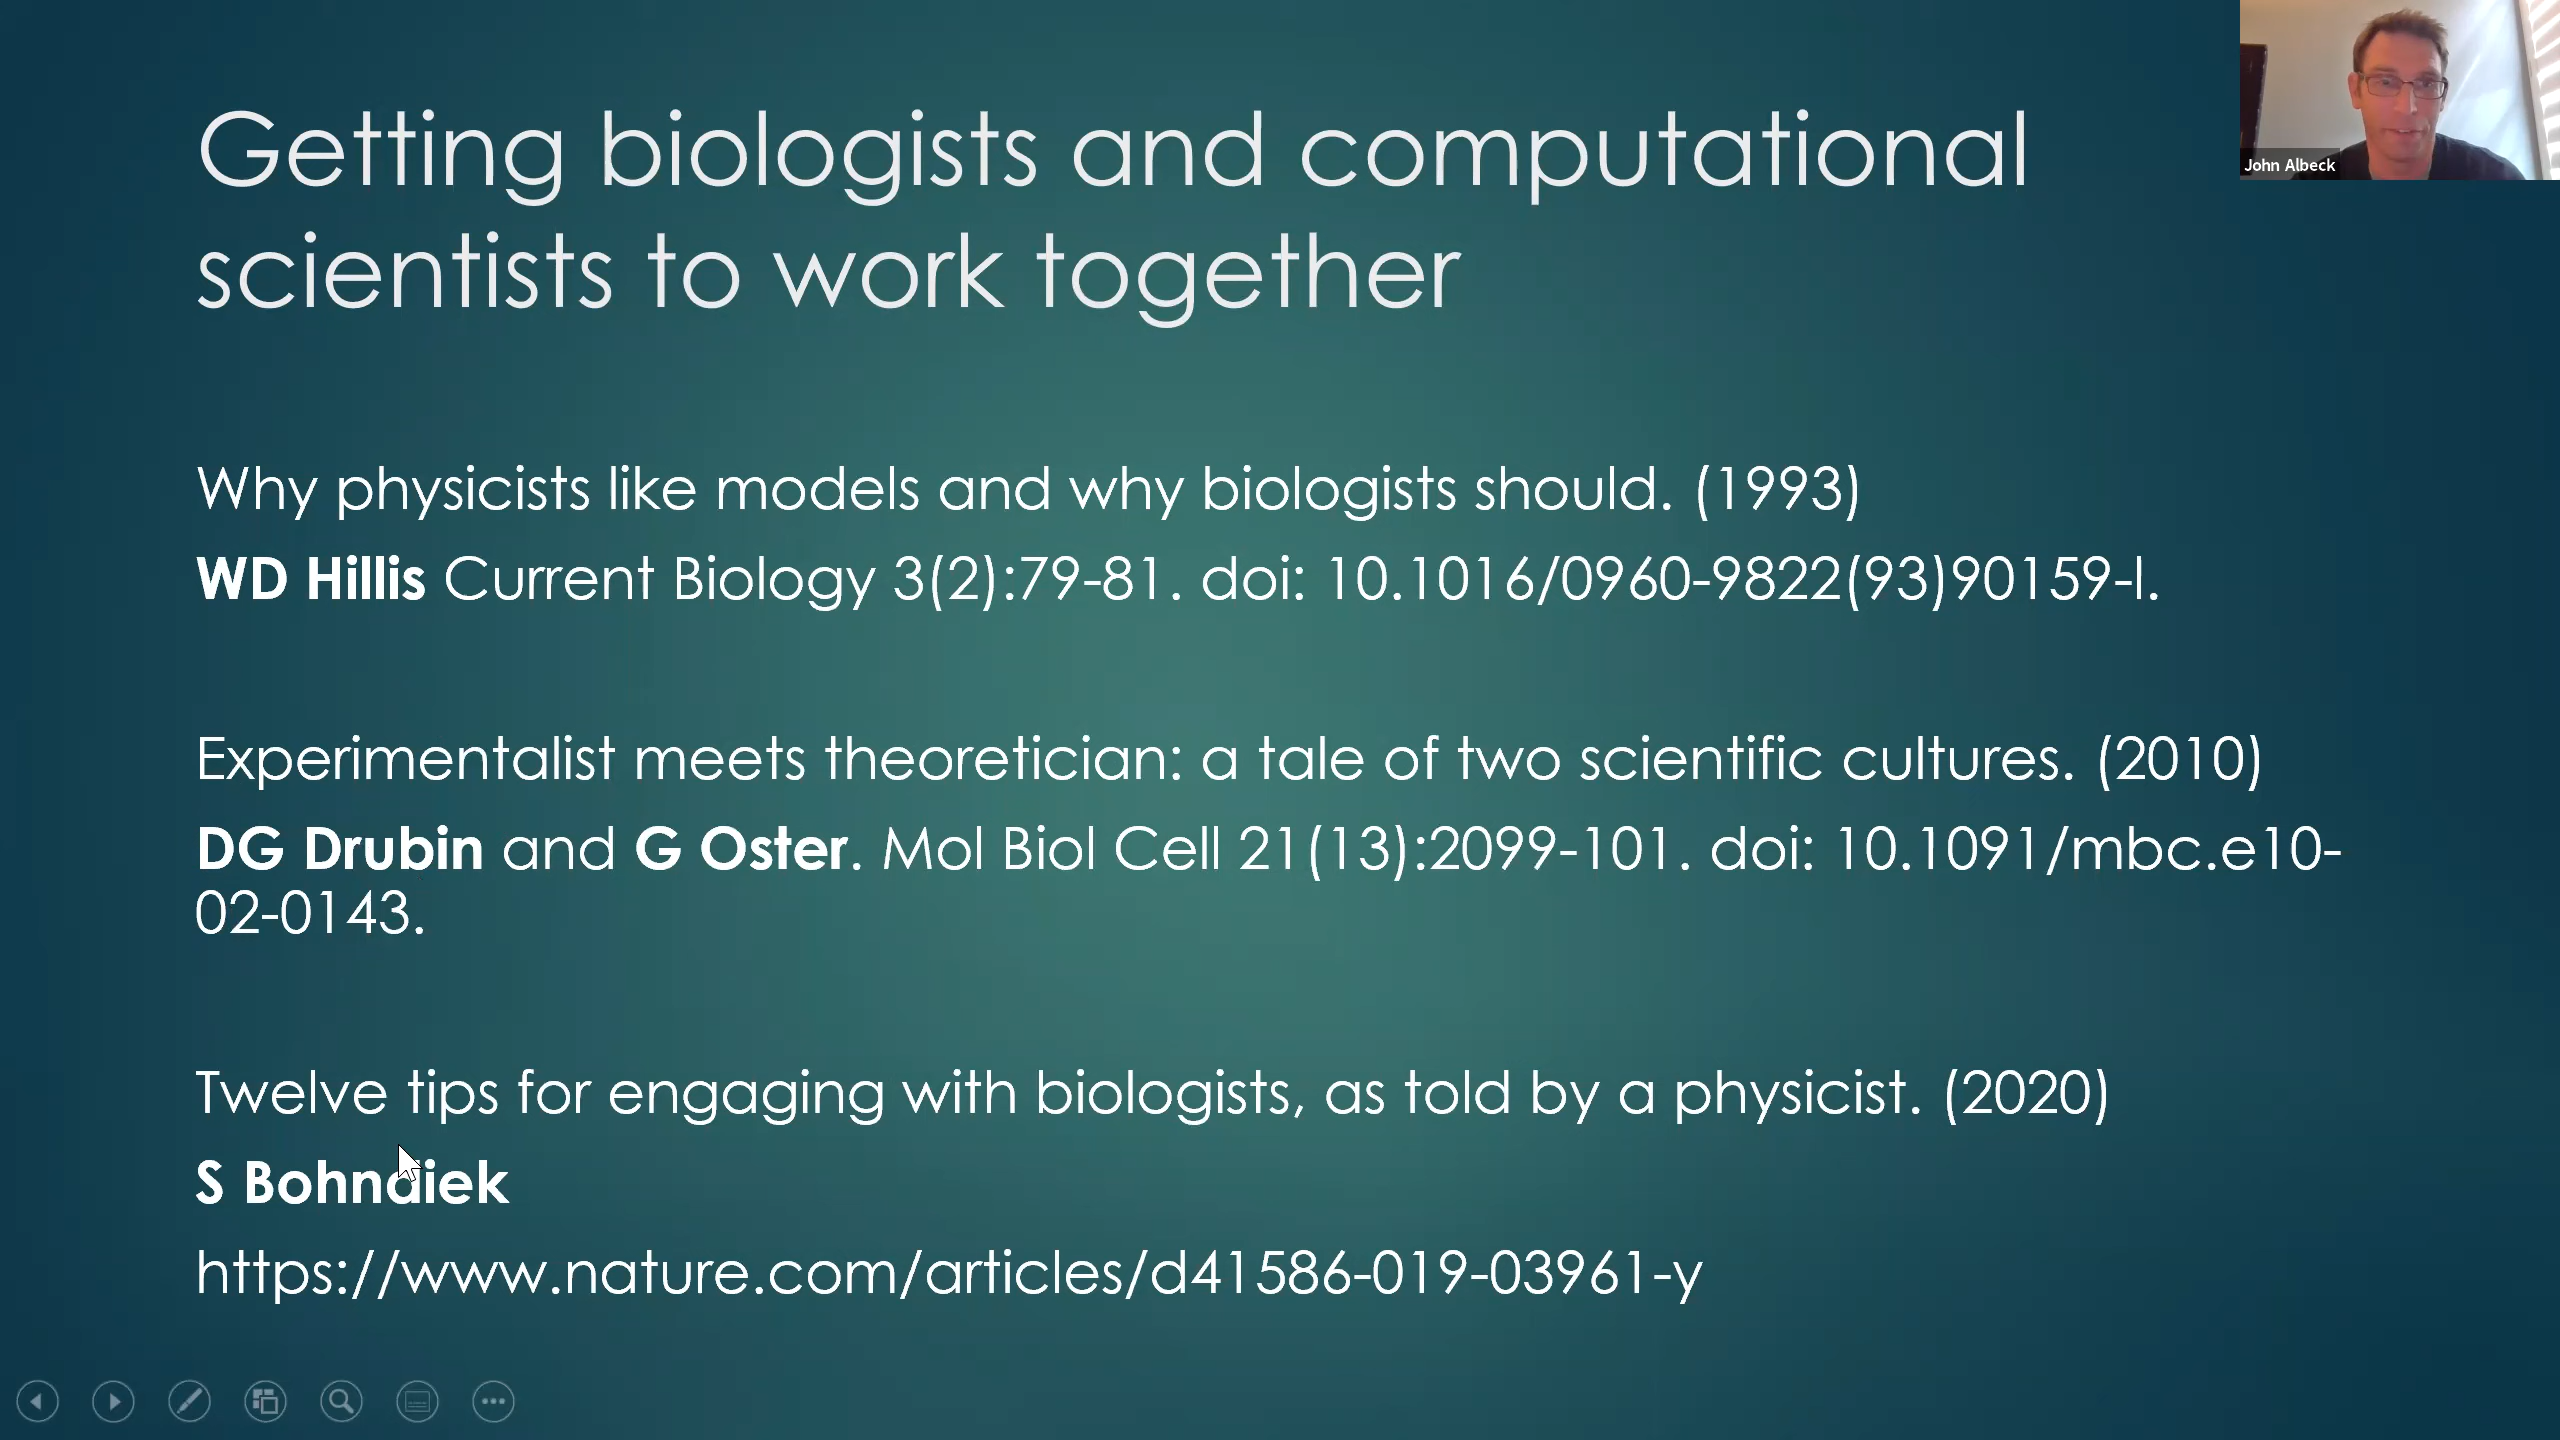 Getting biologists and computational
scientists to work together
John Albeck
Why physicists like models and why biologists should. (1993)
WD Hillis Current Biology 3(2):79-81. doi: 10.1016/0960-9822(93)90159-l.
Experimentalist meets theoretician: a tale of two scientific cultures. (2010)
DG Drubin and G Oster. Mol Biol Cell 21(13):2099-101. doi: 10.1091/mbc.e10-
02-0143.
Twelve tips for engaging with biologists, as told by a physicist. (2020)
S Bohndiek
https://www.nature.com/articles/d41586-019-03961-y